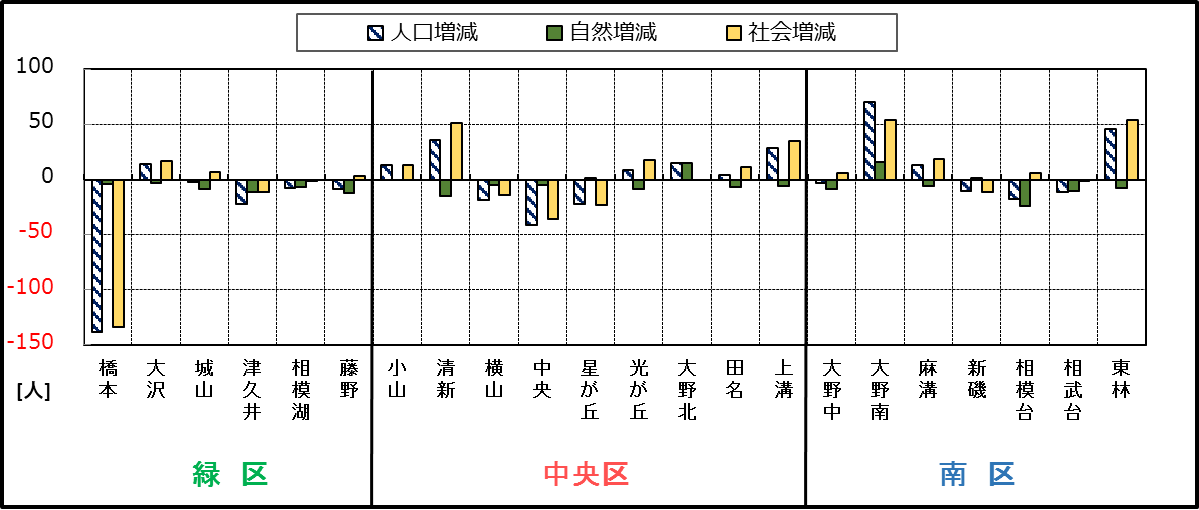 人口増減 自然増減 社会増減
100
50
0
-50
-100
-150
[人]
橋本 大沢 城山 津久井 相模湖 藤野 小山 清新 横山 中央 星が丘 光が丘 大野北 田名 上溝 大野中 大野南 麻溝 新磯 相模台 相武台 東林
緑 区 中央区 南 区